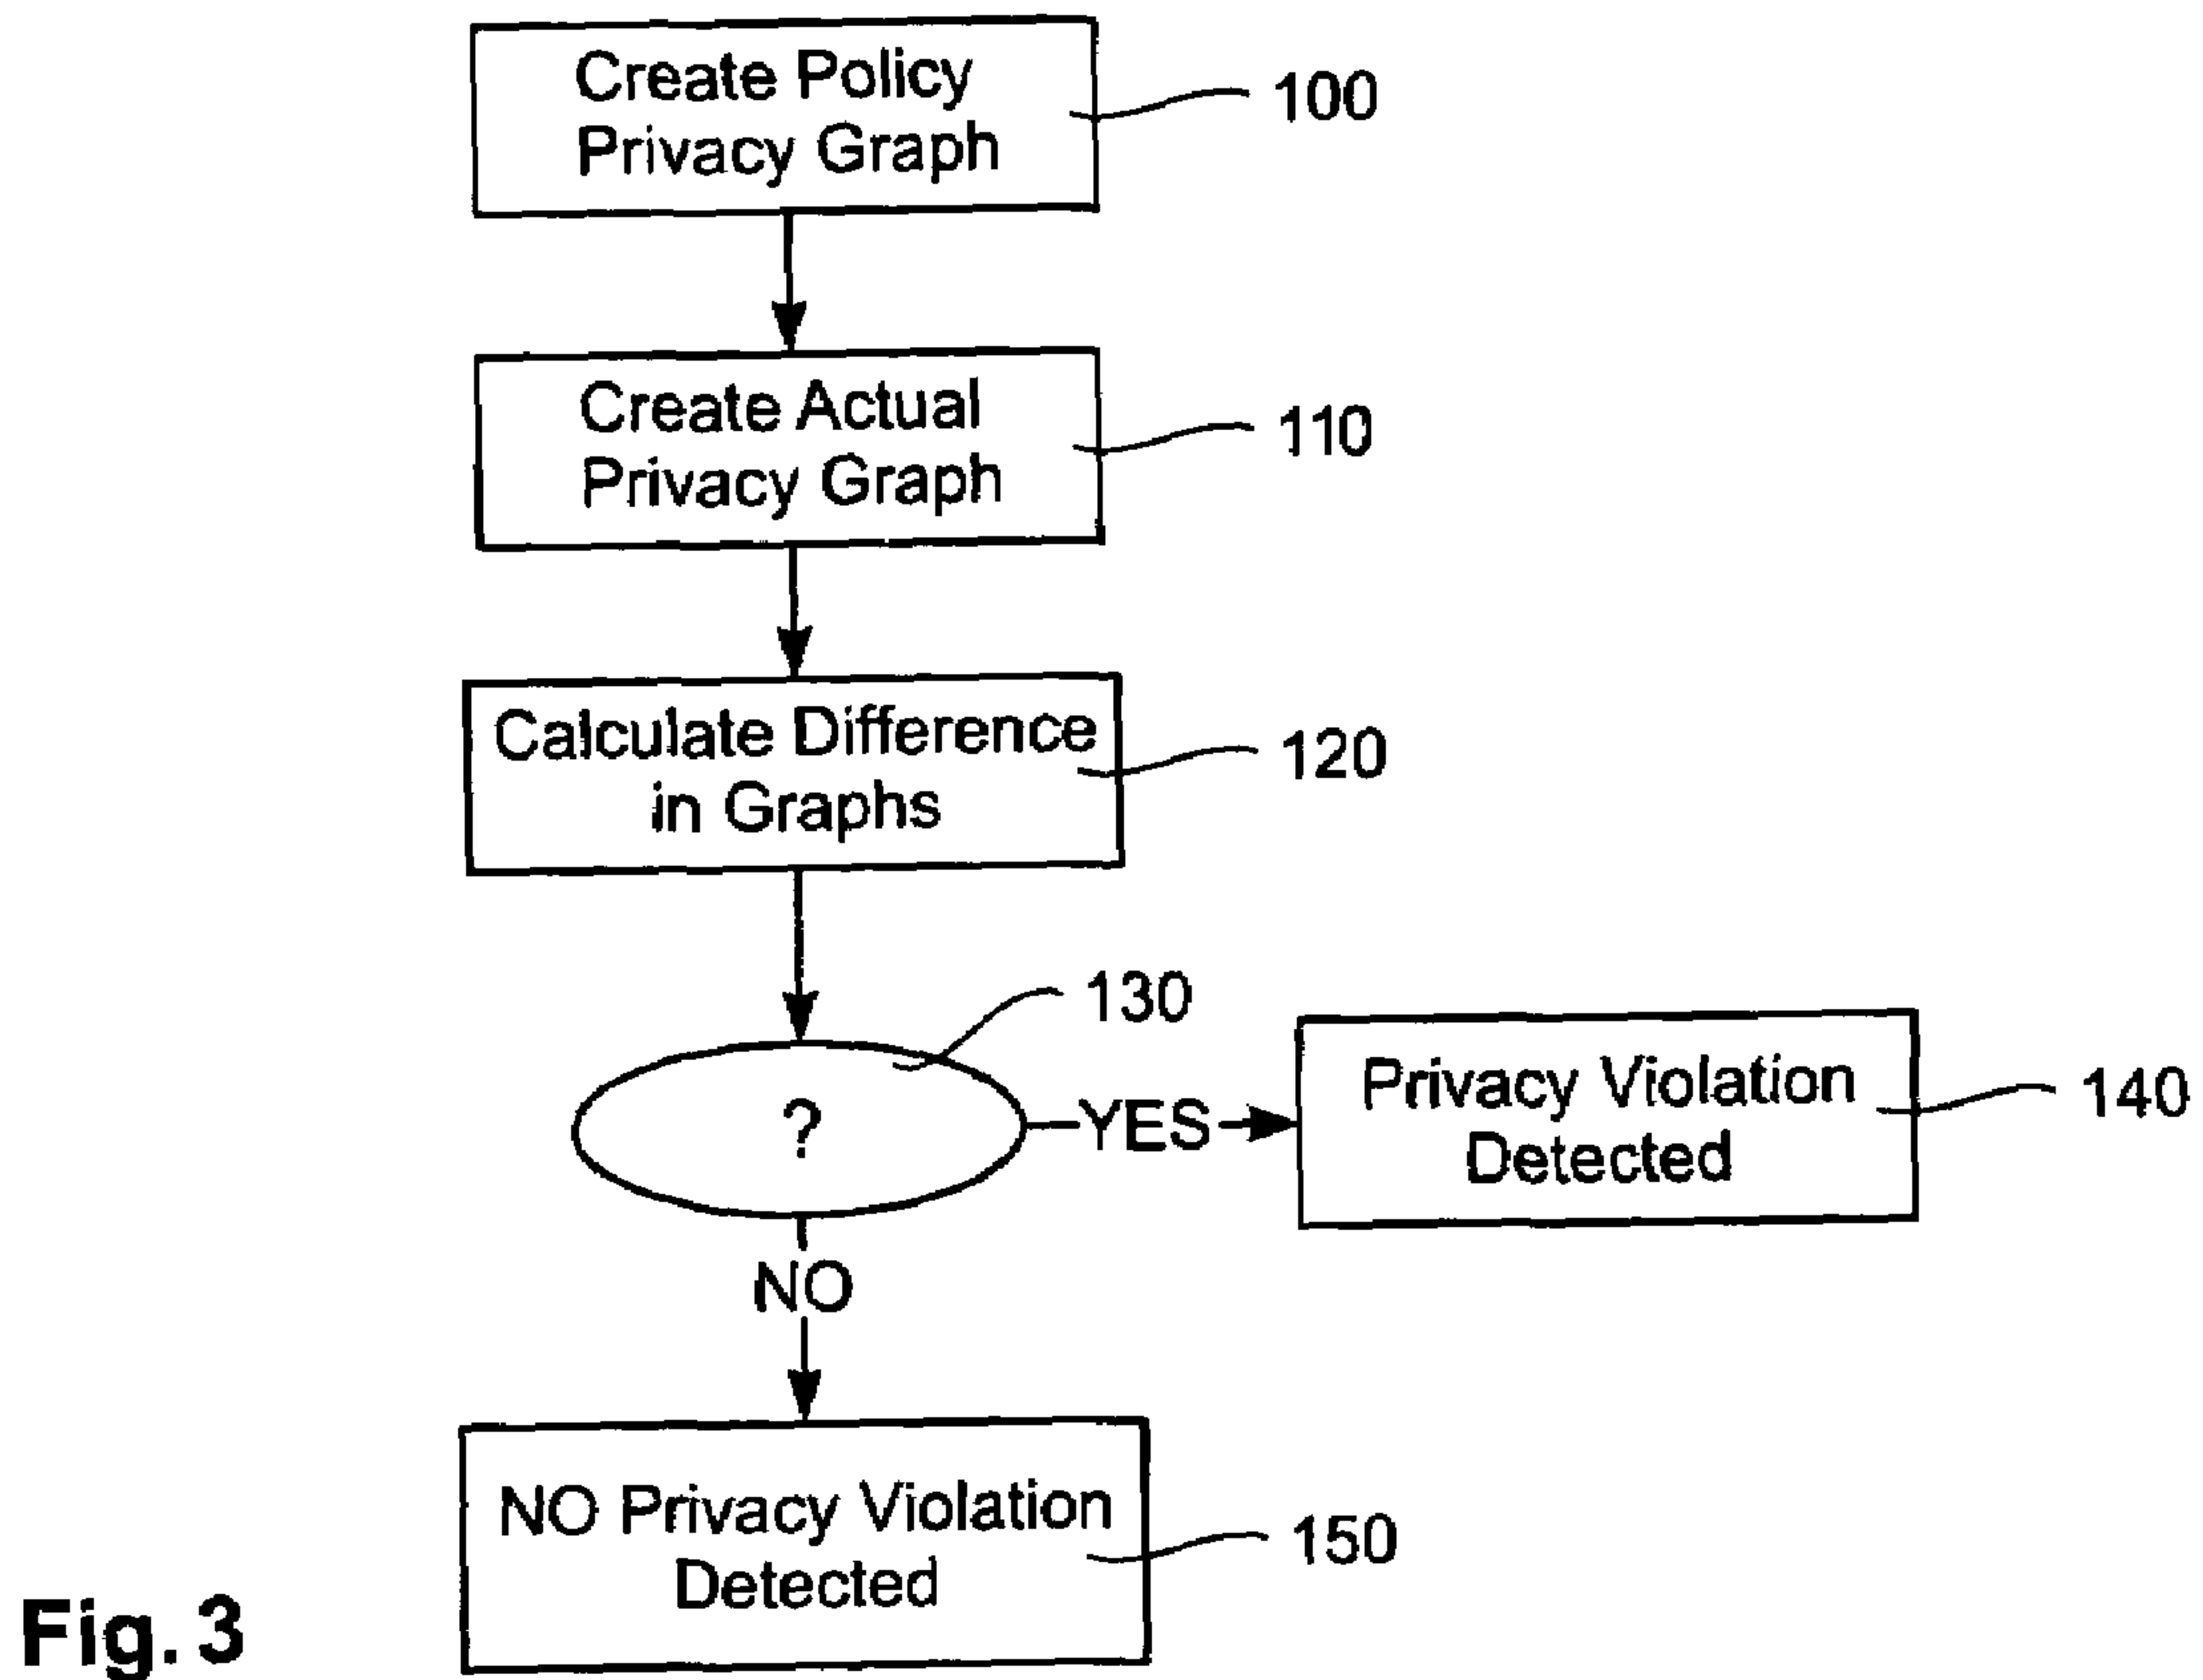 Create Policy
Privacy Graph
100
Create Actual
Privacy Graph
110
Calculate Difference
in Graphs
120
130
?
YES
Privacy Violation
Detected
140
NO
NO Privacy Violation
Detected
150
Fig. 3